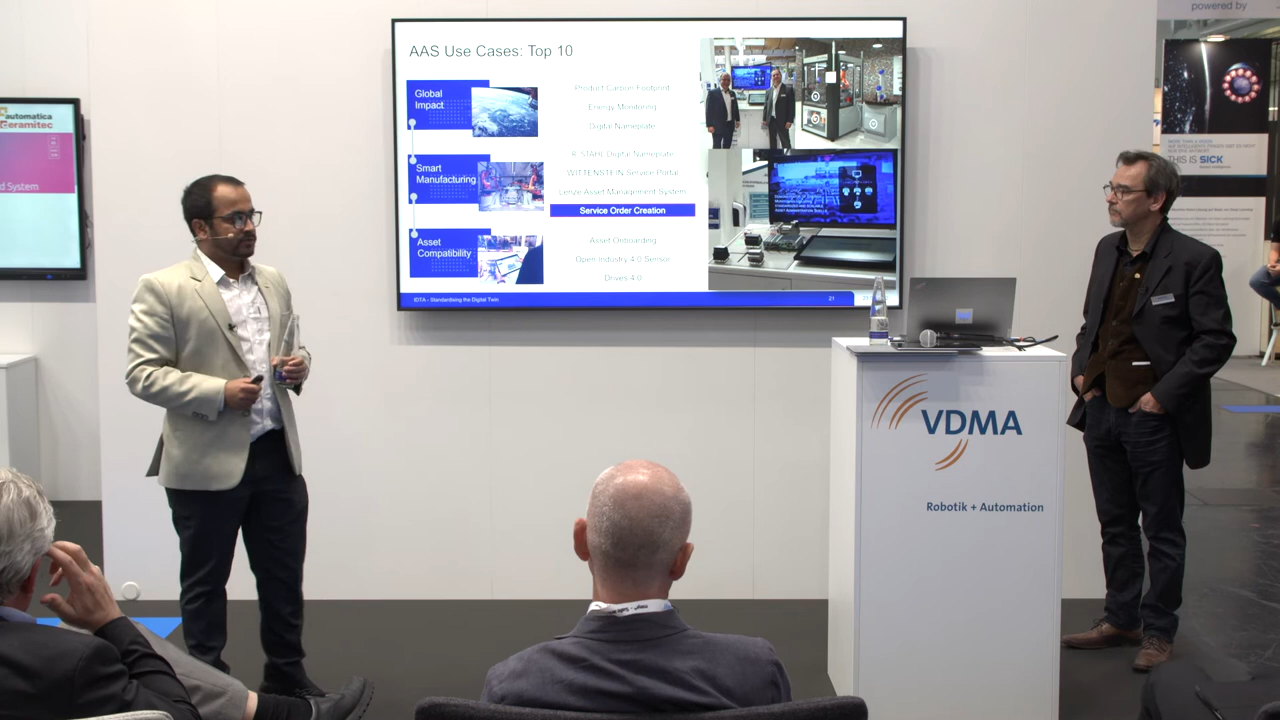 powered by
automatica
ceramitec
d System
AAS Use Cases: Top 10
Global
Impact
Product Carbon Footprint
Energy Monitoring
Digital Nameplate
Smart
Manufacturing
R. STAHL Digital Nameplate
WITTENSTEIN Service Portal
Lenze Asset Management System
Service Order Creation
Asset
Compatibility
Asset Onboarding
Open Industry 4.0 Sensor
Drives 4.0
IDTA - Standardising the Digital Twin
21
THIS IS SICK
VDMA
Robotik + Automation